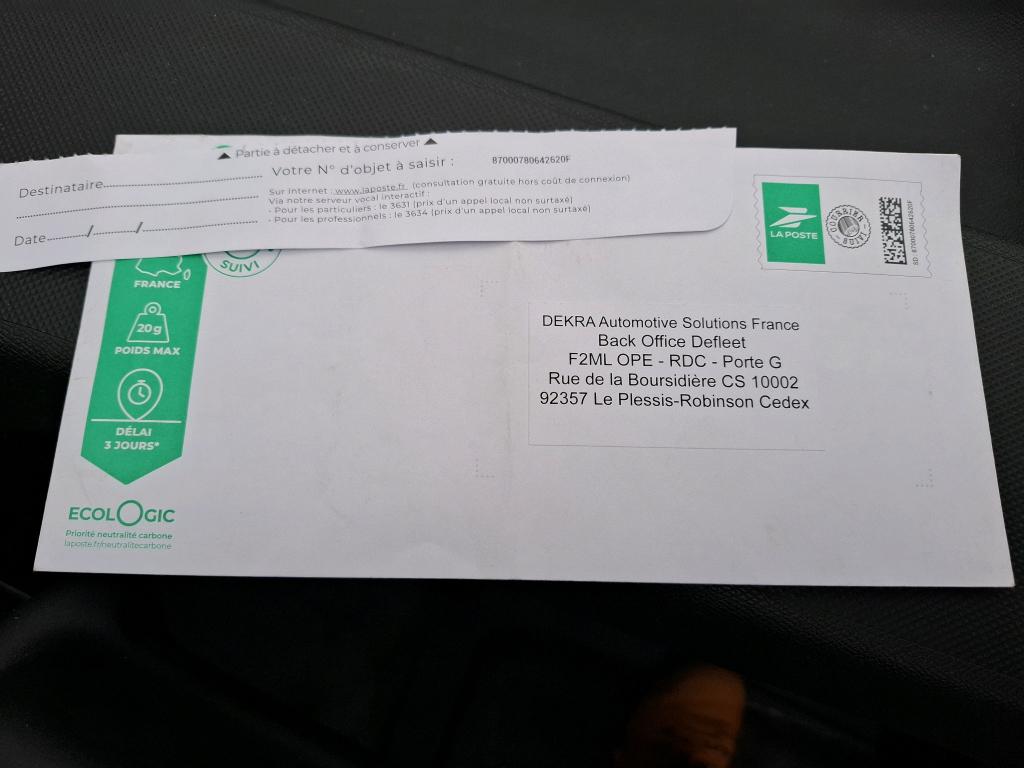 Partie à détacher et à conserver
Destinataire
Votre N° d'objet à saisir : 87000780642620F
Sur Internet : www.laposte.fr (consultation gratuite hors coût de connexion)
Via notre serveur vocal interactif :
- Pour les particuliers : le 3631 (prix d'un appel local non surtaxé)
- Pour les professionnels : le 3634 (prix d'un appel local non surtaxé)
Date / /
SUIVI
FRANCE
20g
POIDS MAX
DÉLAI
3 JOURS*
ECOLOGIC
Priorité neutralité carbone
laposte.fr/neutralitecarbone
LA POSTE
COURRIER
SUIVI
SD : 87000780642620F
DEKRA Automotive Solutions France
Back Office Defleet
F2ML OPE - RDC - Porte G
Rue de la Boursidière CS 10002
92357 Le Plessis-Robinson Cedex